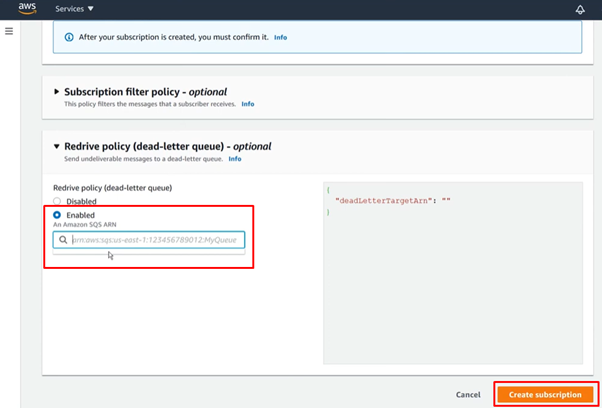 aws
Services ▼
After your subscription is created, you must confirm it. Info
Subscription filter policy - optional
This policy filters the messages that a subscriber receives. Info
Redrive policy (dead-letter queue) - optional
Send undeliverable messages to a dead-letter queue. Info
Redrive policy (dead-letter queue)
Disabled
Enabled
An Amazon SQS ARN
arn:aws:sqs:us-east-1:123456789012:MyQueue
{
"deadLetterTargetArn": ""
}
Cancel
Create subscription